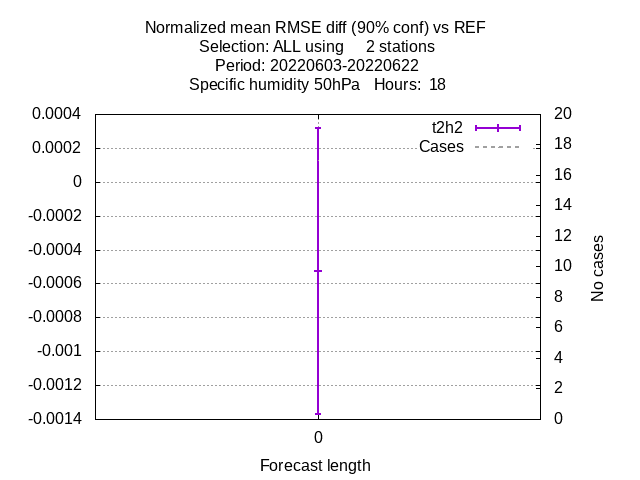 Normalized mean RMSE diff (90% conf) vs REF
Selection: ALL using     2 stations
Period: 20220603-20220622
Specific humidity 50hPa   Hours:  18
0.0004
0.0002
0
-0.0002
-0.0004
-0.0006
-0.0008
-0.001
-0.0012
-0.0014
t2h2
Cases
20
18
16
14
12
10
8
6
4
2
0
No cases
0
Forecast length